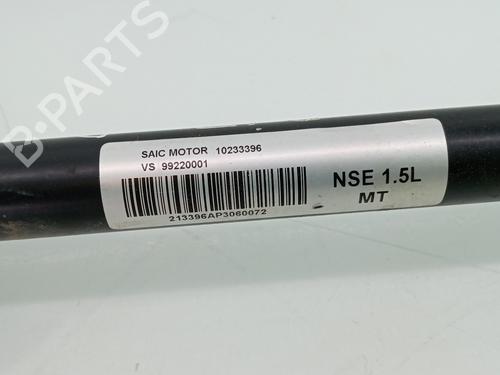 SAIC MOTOR 10233396
VS 99220001
213396AP3060072
NSE 1.5L
MT
B-PARTS